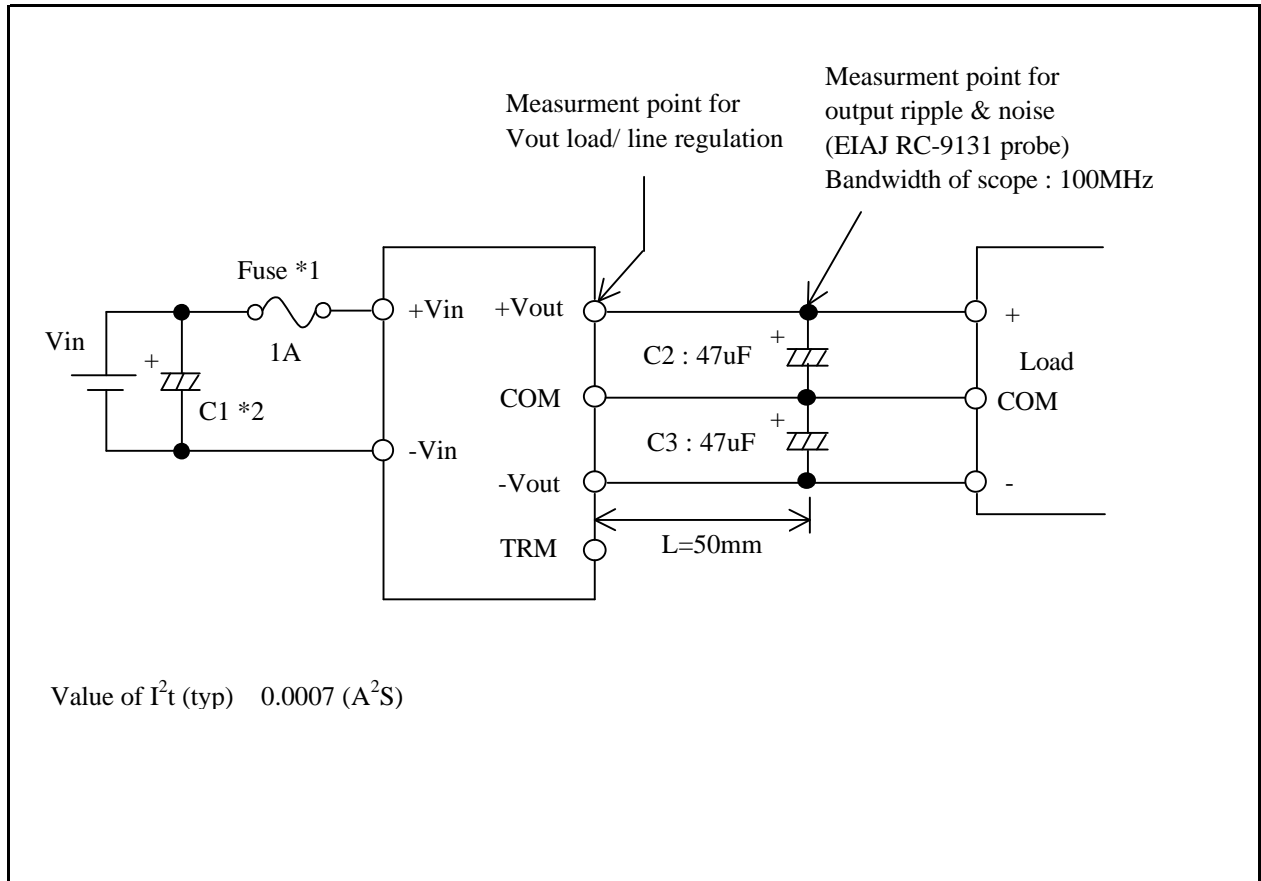 Measurment point for
Vout load/ line regulation
Measurment point for
output ripple & noise
(EIAJ RC-9131 probe)
Bandwidth of scope : 100MHz
Fuse *1
1A
Vin
+
C1 *2
+Vin
-Vin
+Vout
COM
-Vout
TRM
+
C2 : 47uF
+
C3 : 47uF
L=50mm
+
Load
COM
-
Value of I²t (typ) 0.0007 (A²S)